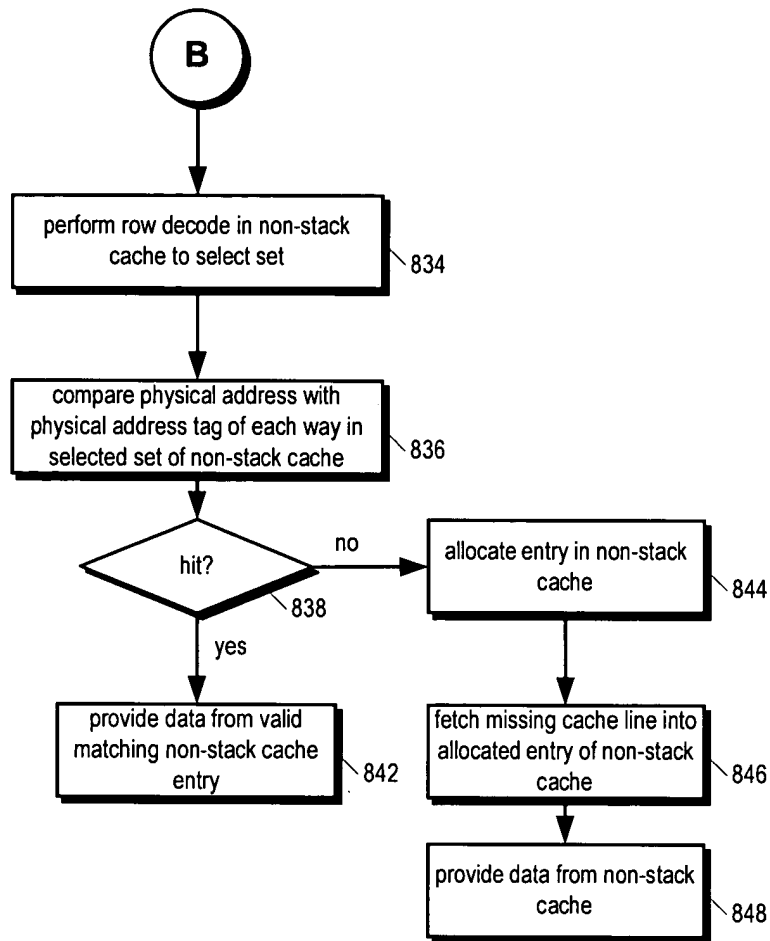 B
perform row decode in non-stack
cache to select set
834
compare physical address with
physical address tag of each way in
selected set of non-stack cache
836
hit?
838
no
yes
allocate entry in non-stack
cache
844
provide data from valid
matching non-stack cache
entry
842
fetch missing cache line into
allocated entry of non-stack
cache
846
provide data from non-stack
cache
848